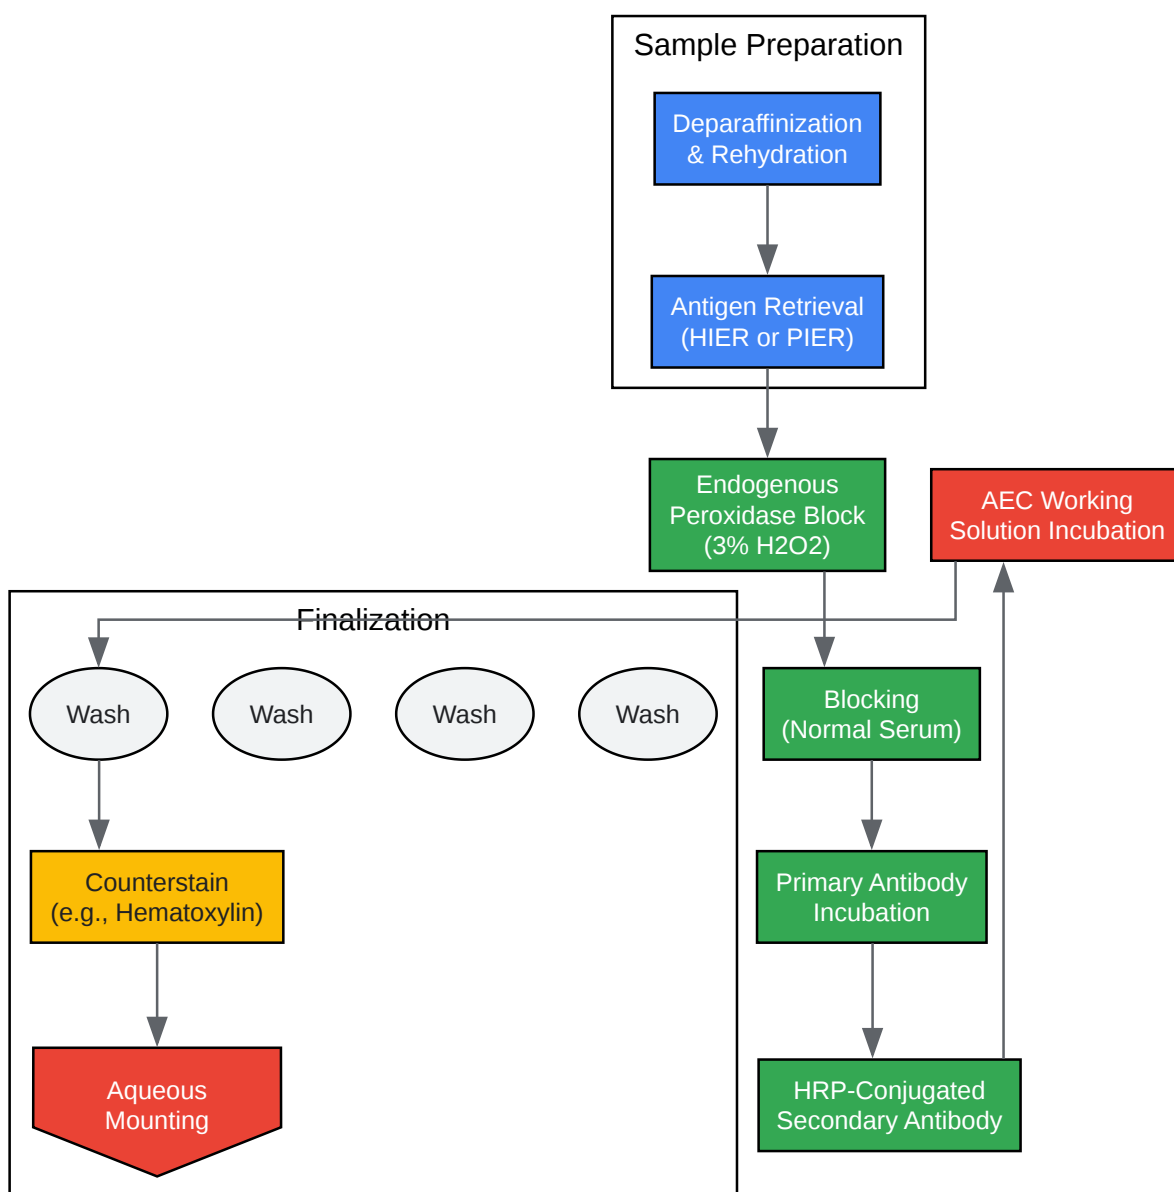 Sample Preparation
Deparaffinization
& Rehydration
Antigen Retrieval
(HIER or PIER)
Endogenous
Peroxidase Block
(3% H2O2)
AEC Working
Solution Incubation
Finalization
Wash
Wash
Wash
Wash
Blocking
(Normal Serum)
Counterstain
(e.g., Hematoxylin)
Primary Antibody
Incubation
Aqueous
Mounting
HRP-Conjugated
Secondary Antibody